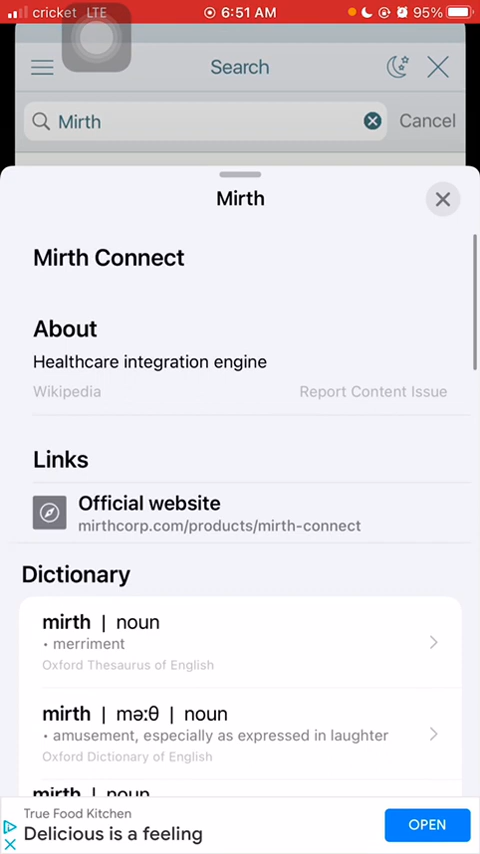 cricket LTE 6:51 AM 95%
Search
Mirth Cancel
Mirth
Mirth Connect
About
Healthcare integration engine
Wikipedia Report Content Issue
Links
Official website
mirthcorp.com/products/mirth-connect
Dictionary
mirth | noun
• merriment
Oxford Thesaurus of English
mirth | məːθ | noun
• amusement, especially as expressed in laughter
Oxford Dictionary of English
mirth | noun
True Food Kitchen
Delicious is a feeling
OPEN